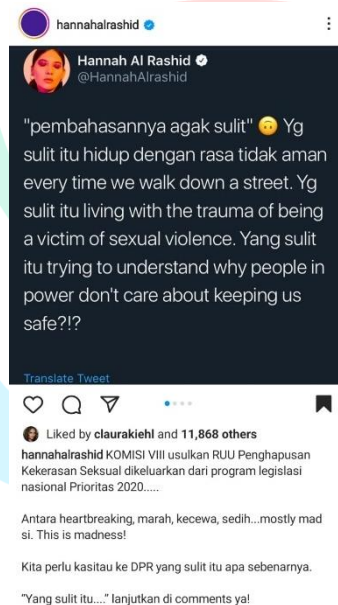 hannahalrashid
Hannah Al Rashid
@HannahAlrashid
"pembahasannya agak sulit" 🙃 Yg
sulit itu hidup dengan rasa tidak aman
every time we walk down a street. Yg
sulit itu living with the trauma of being
a victim of sexual violence. Yang sulit
itu trying to understand why people in
power don't care about keeping us
safe?!?
Translate Tweet
Liked by claurakiehl and 11,868 others
hannahalrashid KOMISI VIII usulkan RUU Penghapusan
Kekerasan Seksual dikeluarkan dari program legislasi
nasional Prioritas 2020.....
Antara heartbreaking, marah, kecewa, sedih...mostly mad
si. This is madness!
Kita perlu kasitau ke DPR yang sulit itu apa sebenarnya.
"Yang sulit itu...." lanjutkan di comments ya!